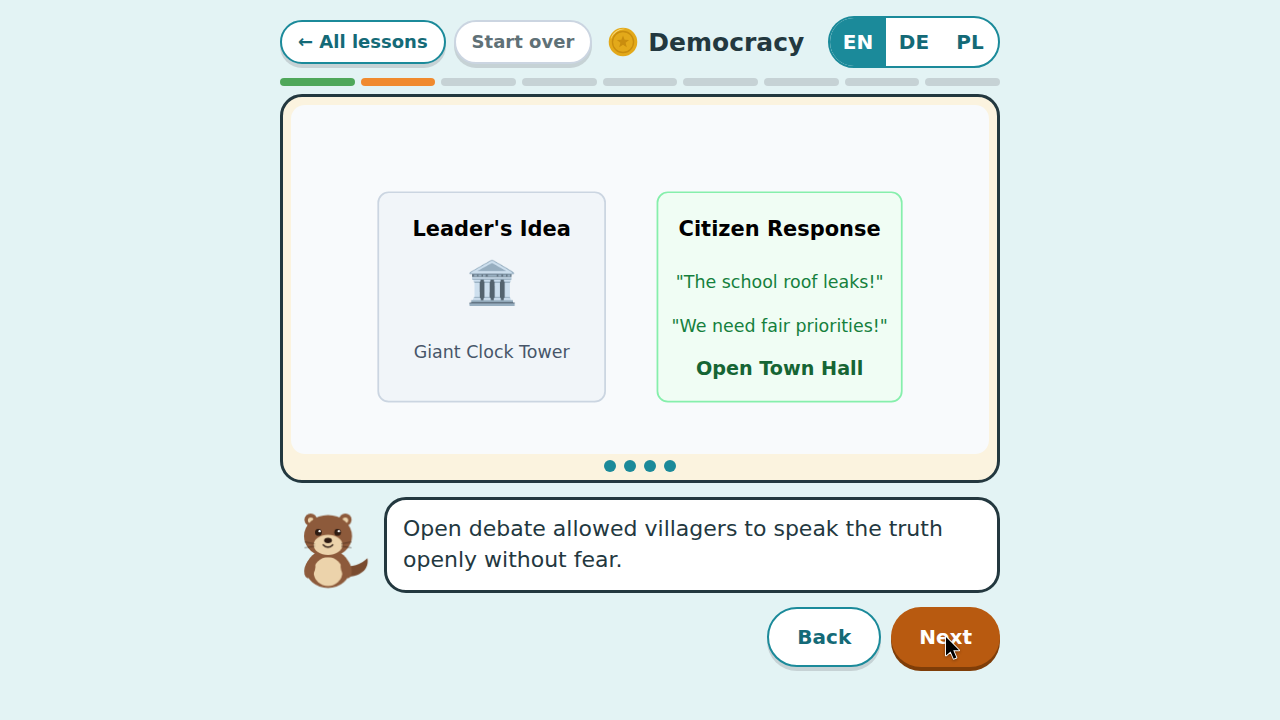 ← All lessons
Start over
Democracy
EN
DE
PL
Leader's Idea
Giant Clock Tower
Citizen Response
"The school roof leaks!"
"We need fair priorities!"
Open Town Hall
Open debate allowed villagers to speak the truth
openly without fear.
Back
Next